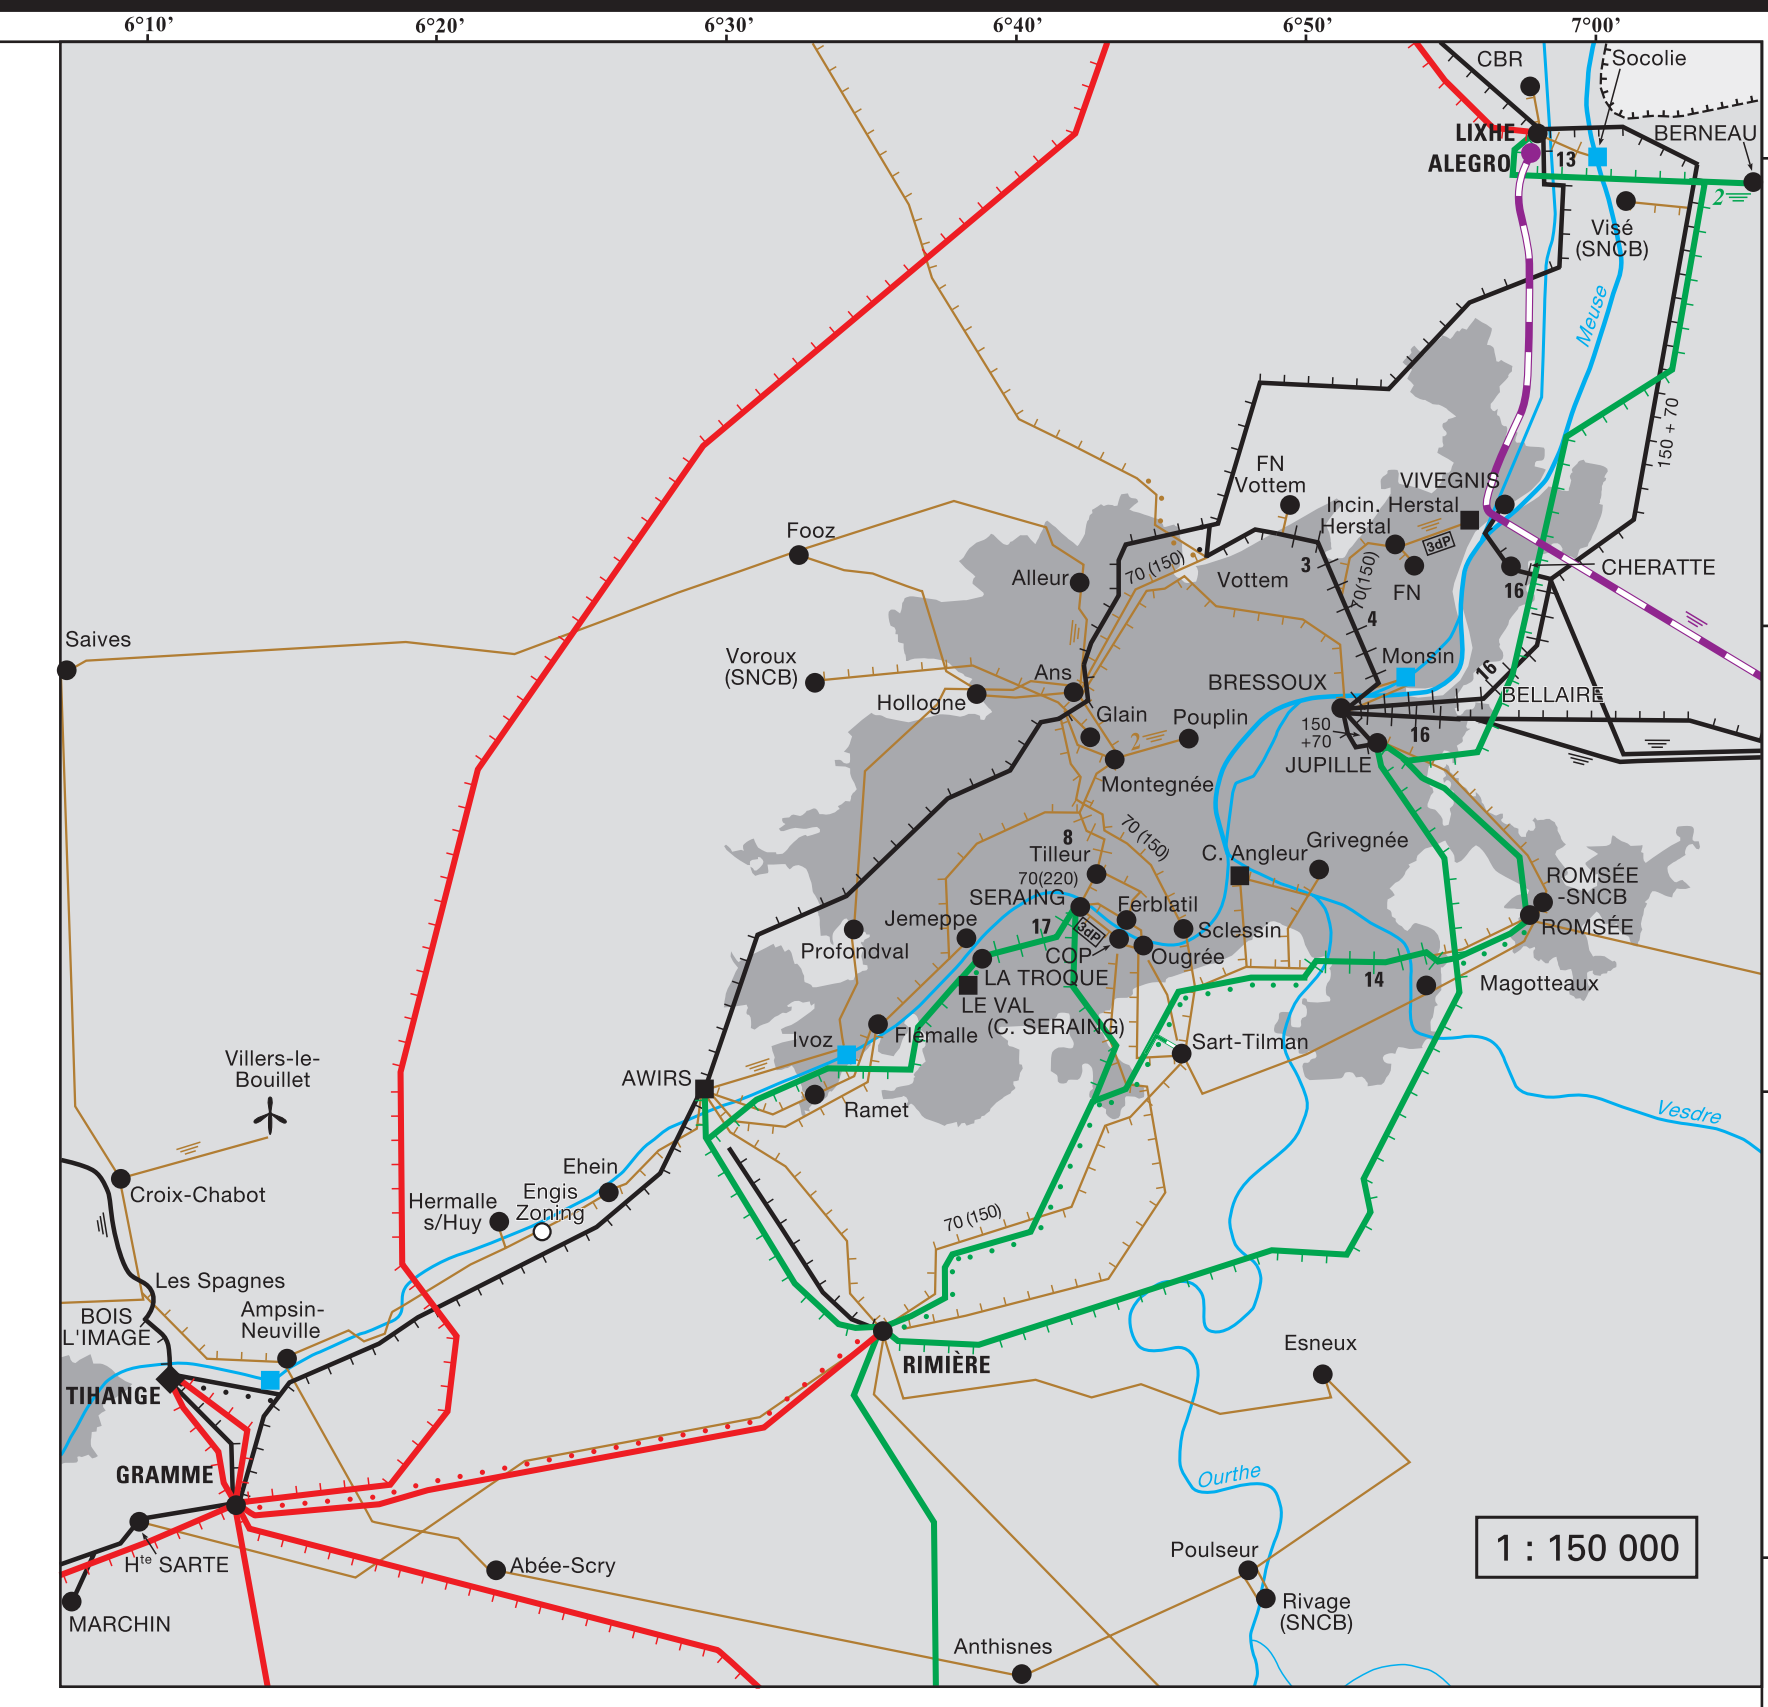 6°10’ 6°20’ 6°30’ 6°40’ 6°50’ 7°00’
CBR
Socolie
LIXHE
BERNEAU
ALEGRO
13
2
Visé
(SNCB)
Meuse
150 + 70
FN
Vottem
VIVEGNIS
Incin. Herstal
Herstal
3dP
Fooz
Alleur
70 (150)
Vottem
3
70(150)
FN
16
CHERATTE
4
Saives
Voroux
(SNCB)
Ans
Monsin
16
Hollogne
BRESSOUX
BELLAIRE
Glain
Pouplin
150
+70
16
2
JUPILLE
Montegnée
8
70 (150)
Tilleur
C. Angleur
Grivegnée
70(220)
ROMSÉE
-SNCB
SERAING
Ferblatil
Jemeppe
17
3dP
Sclessin
ROMSÉE
Profondval
COP
Ougrée
LA TROQUE
14
Magotteaux
LE VAL
(C. SERAING)
Flémalle
Ivoz
Sart-Tilman
Villers-le-
Bouillet
AWIRS
Ramet
Vesdre
Ehein
Croix-Chabot
Hermalle
s/Huy
Engis
Zoning
70 (150)
Les Spagnes
BOIS
L'IMAGE
Ampsin-
Neuville
Esneux
RIMIÈRE
TIHANGE
GRAMME
Ourthe
1 : 150 000
Hte SARTE
Abée-Scry
Poulseur
Rivage
(SNCB)
MARCHIN
Anthisnes